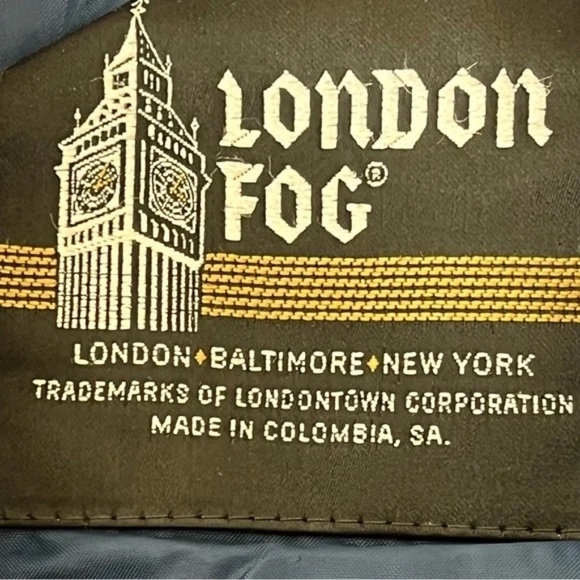 LONDON
FOG®
LONDON♦BALTIMORE♦NEW YORK
TRADEMARKS OF LONDONTOWN CORPORATION
MADE IN COLOMBIA, SA.